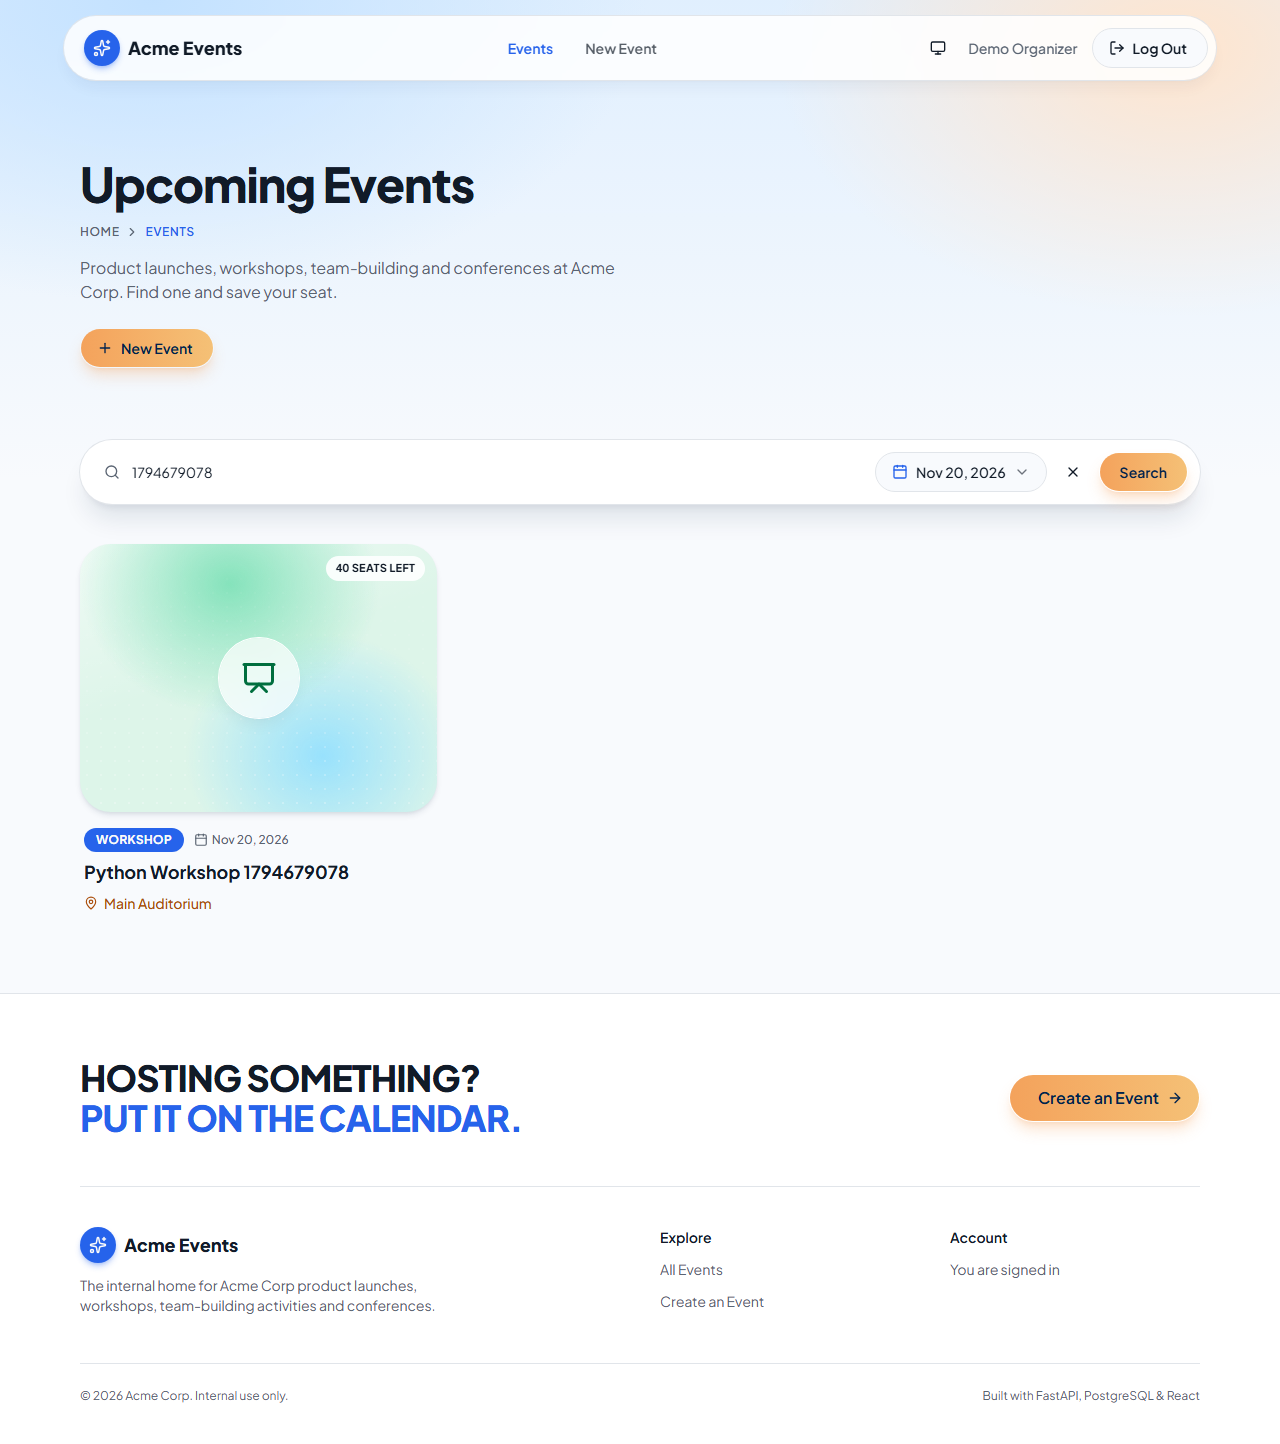 Acme Events
Events
New Event
Demo Organizer
Log Out
Upcoming Events
HOME
EVENTS
Product launches, workshops, team-building and conferences at Acme
Corp. Find one and save your seat.
New Event
1794679078
Nov 20, 2026
Search
40 SEATS LEFT
WORKSHOP
Nov 20, 2026
Python Workshop 1794679078
Main Auditorium
HOSTING SOMETHING?
PUT IT ON THE CALENDAR.
Create an Event
Acme Events
The internal home for Acme Corp product launches,
workshops, team-building activities and conferences.
Explore
All Events
Create an Event
Account
You are signed in
© 2026 Acme Corp. Internal use only.
Built with FastAPI, PostgreSQL & React